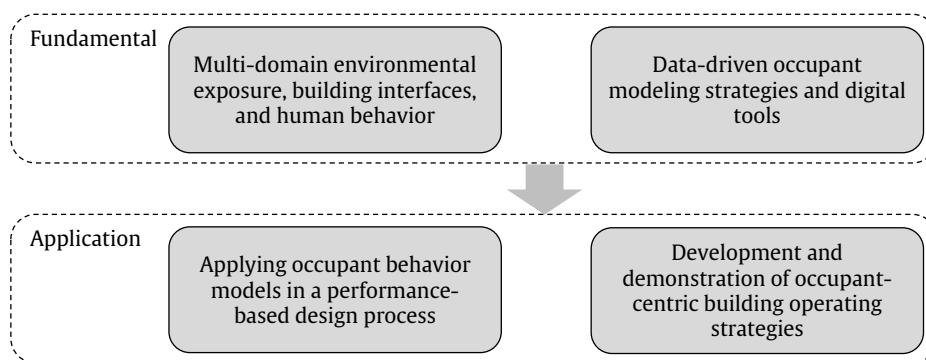 Fundamental
Multi-domain environmental
exposure, building interfaces,
and human behavior
Data-driven occupant
modeling strategies and digital
tools
Application
Applying occupant behavior
models in a performance-
based design process
Development and
demonstration of occupant-
centric building operating
strategies